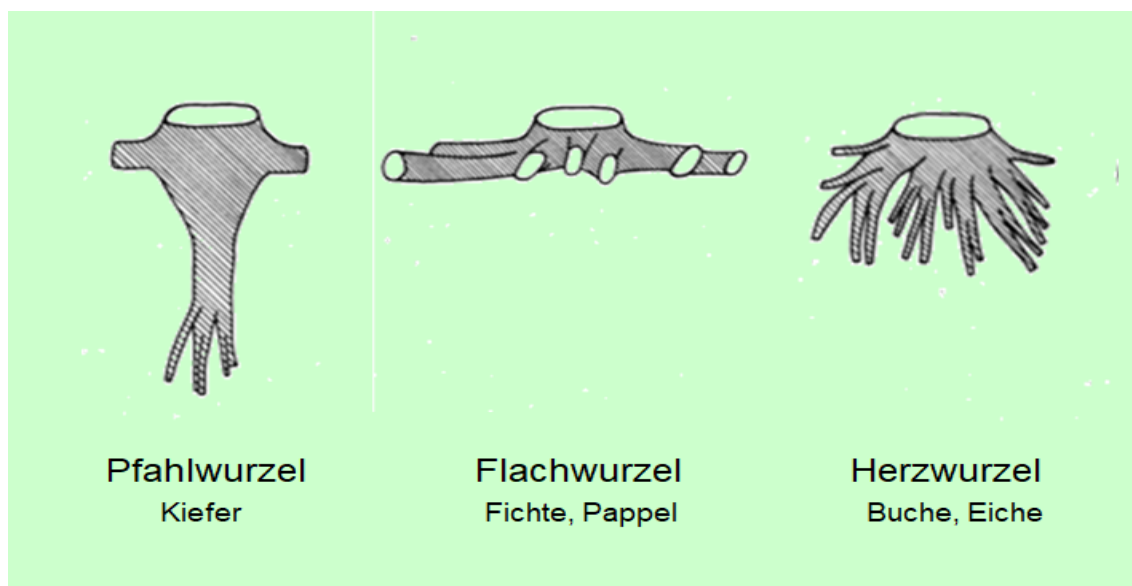 Pfahlwurzel
Kiefer
Flachwurzel
Fichte, Pappel
Herzwurzel
Buche, Eiche